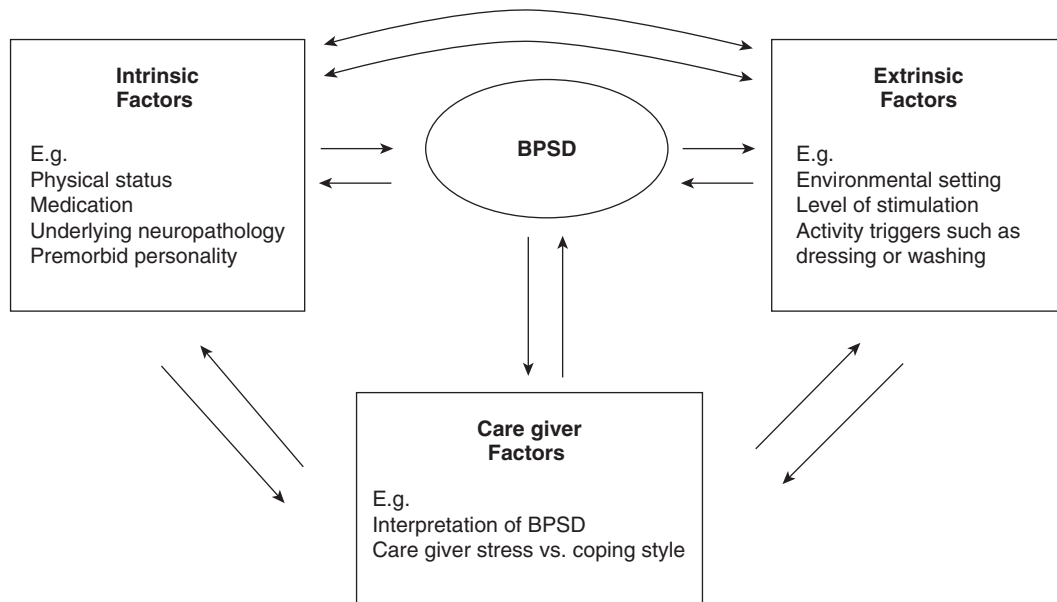 Intrinsic
Factors
E.g.
Physical status
Medication
Underlying neuropathology
Premorbid personality
BPSD
Extrinsic
Factors
E.g.
Environmental setting
Level of stimulation
Activity triggers such as
dressing or washing
Care giver
Factors
E.g.
Interpretation of BPSD
Care giver stress vs. coping style